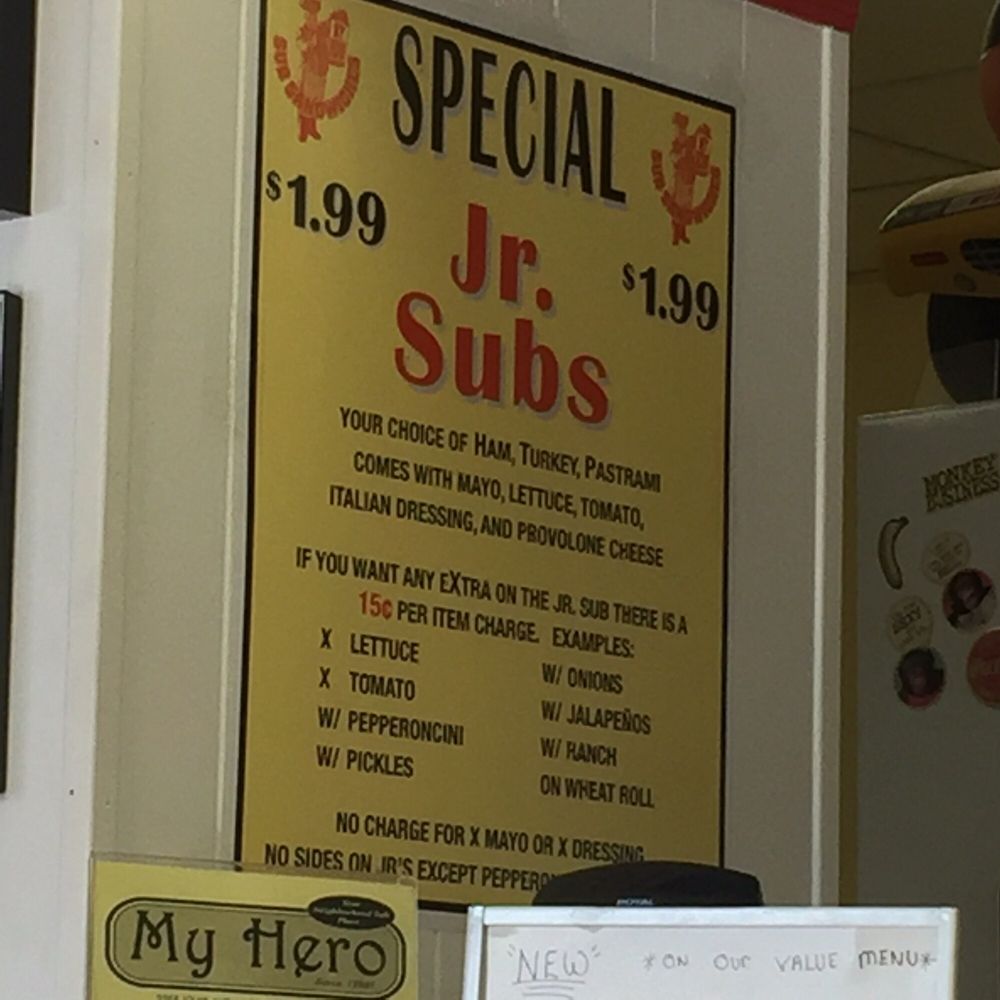 SPECIAL
$1.99
Jr.
$1.99
Subs
YOUR CHOICE OF HAM, TURKEY, PASTRAMI
COMES WITH MAYO, LETTUCE, TOMATO,
ITALIAN DRESSING, AND PROVOLONE CHEESE
IF YOU WANT ANY EXTRA ON THE JR. SUB THERE IS A
15¢ PER ITEM CHARGE. EXAMPLES:
X LETTUCE
X TOMATO
W/ PEPPERONCINI
W/ PICKLES
W/ ONIONS
W/ JALAPEÑOS
W/ RANCH
ON WHEAT ROLL
NO CHARGE FOR X MAYO OR X DRESSING
NO SIDES ON JR'S EXCEPT PEPPERO
My Hero
"NEW" *ON OUR VALUE MENU*
MONKEY
BUSINESS